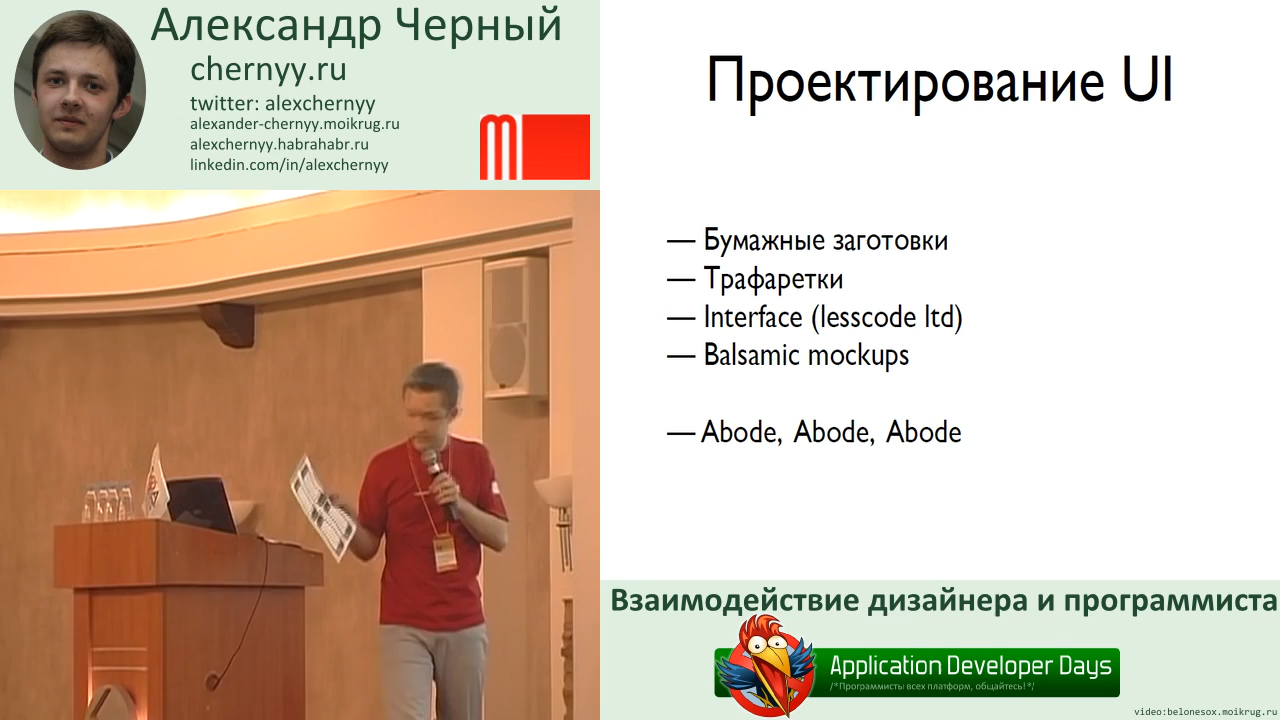 Александр Черный
chernyy.ru
twitter: alexchernyy
alexander-chernyy.moikrug.ru
alexchernyy.habrahabr.ru
linkedin.com/in/alexchernyy
Проектирование UI
— Бумажные заготовки
— Трафаретки
— Interface (lesscode ltd)
— Balsamic mockups
— Abode, Abode, Abode
Взаимодействие дизайнера и программиста
Application Developer Days
/*Программисты всех платформ, общайтесь!*/
video:belonesox.moikrug.ru